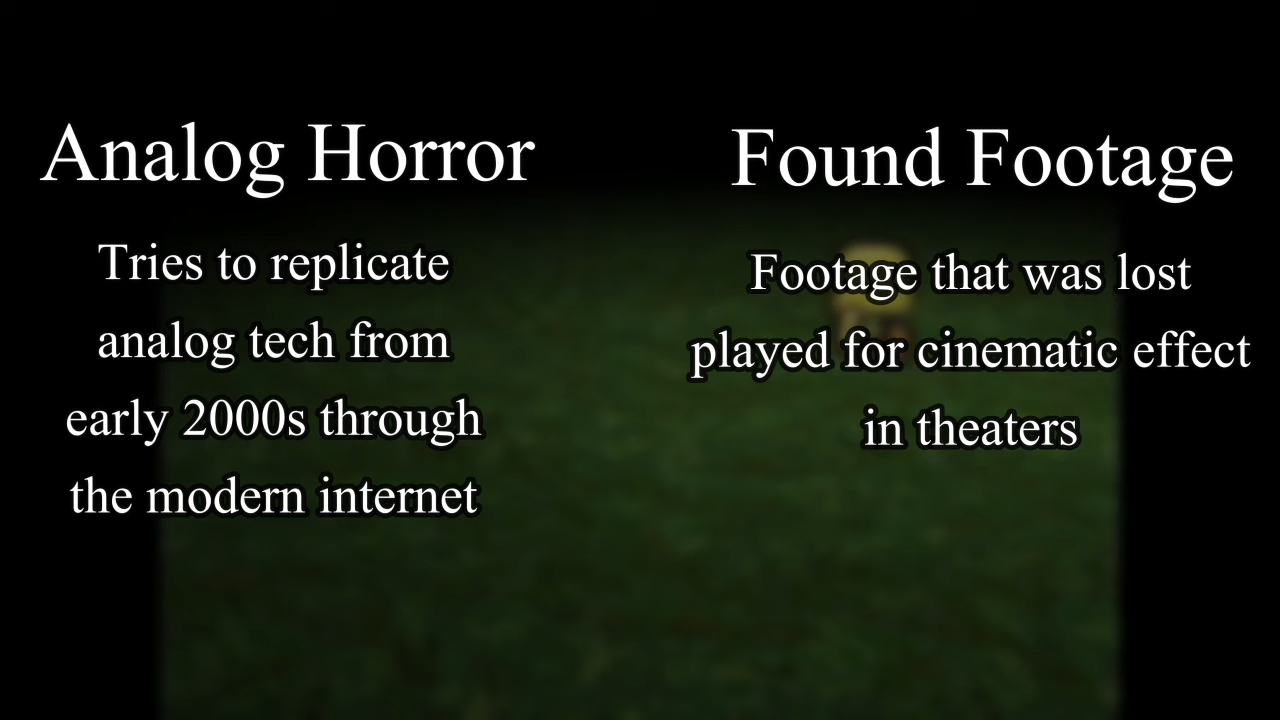 Analog Horror
Tries to replicate
analog tech from
early 2000s through
the modern internet
Found Footage
Footage that was lost
played for cinematic effect
in theaters